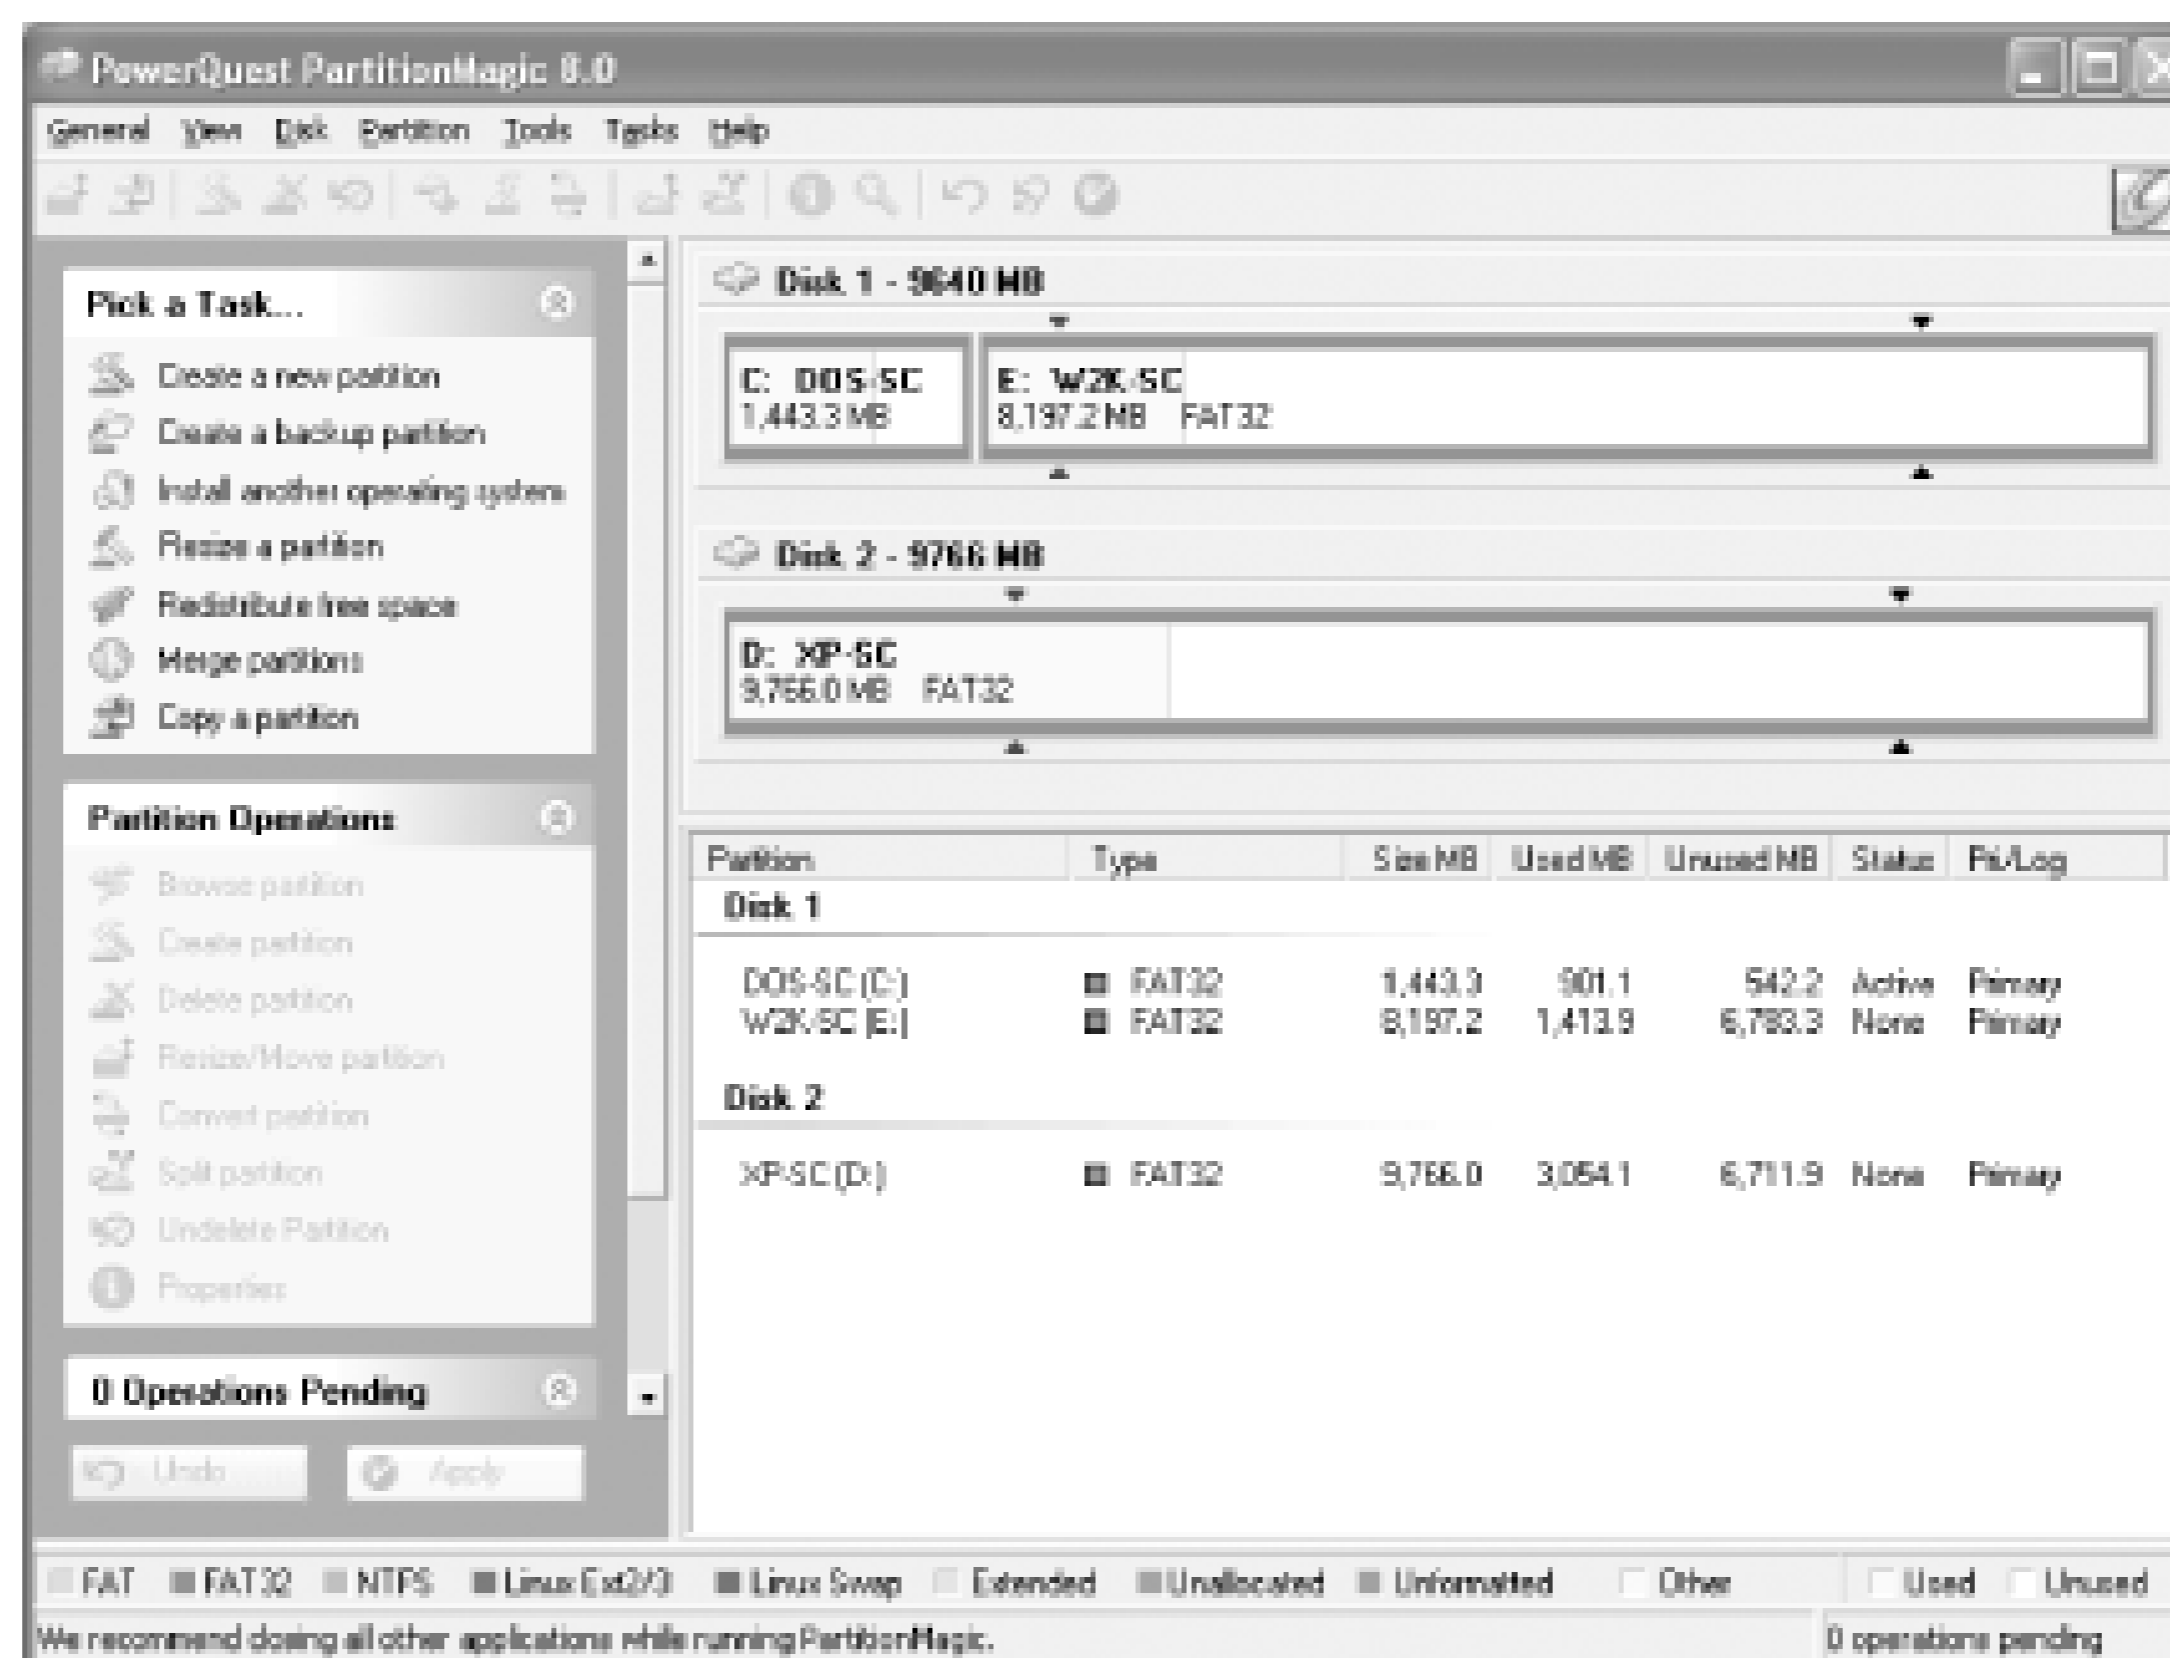 PowerQuest PartitionMagic 8.0
General View Disk Partition Tools Tasks Help
Pick a Task...
Create a new partition
Create a backup partition
Install another operating system
Resize a partition
Redistribute free space
Merge partitions
Copy a partition
Partition Operations
Browse partition
Create partition
Delete partition
Resize/Move partition
Convert partition
Split partition
Undelete Partition
Properties
0 Operations Pending
Undo Apply
Disk 1 - 9640 MB
C: DOS-SC
1,443.3 MB
E: W2K-SC
8,197.2 MB FAT32
Disk 2 - 9766 MB
D: XP-SC
9,766.0 MB FAT32
Partition Type Size MB Used MB Unused MB Status Pri/Log
Disk 1
DOS-SC (C:) FAT32 1,443.3 901.1 542.2 Active Primary
W2K-SC (E:) FAT32 8,197.2 1,413.9 6,783.3 None Primary
Disk 2
XP-SC (D:) FAT32 9,766.0 3,054.1 6,711.9 None Primary
FAT FAT32 NTFS Linux Ext2/3 Linux Swap Extended Unallocated Unformatted Other Used Unused
We recommend closing all other applications while running PartitionMagic.
0 operations pending